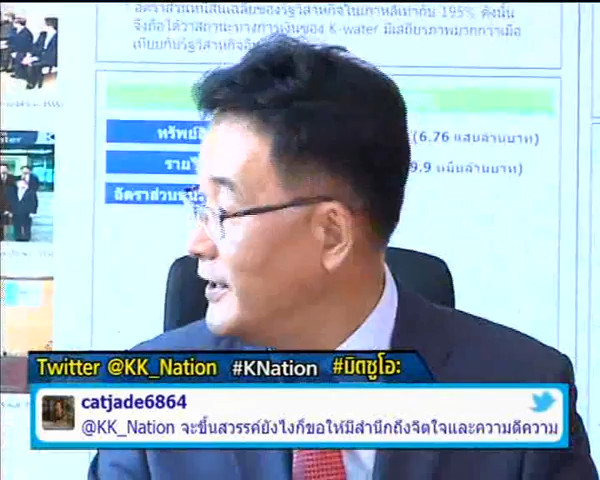 อัตราส่วนหนี้สินเฉลี่ยของรัฐวิสาหกิจในเกาหลีเท่ากับ 195% ดังนั้น
จึงถือได้ว่าสถานะทางการเงินของ K-water มีเสถียรภาพมากกว่าเมื่อ
เทียบกับรัฐวิสาหกิจอื่น
ทรัพย์สิน (6.76 แสนล้านบาท)
รายได้ 9.9 หมื่นล้านบาท)
อัตราส่วน
Twitter @KK_Nation #KNation #มิตซูโอะ
catjade6864
@KK_Nation จะขึ้นสวรรค์ยังไงก็ขอให้มีสำนึกถึงจิตใจและความดีความ